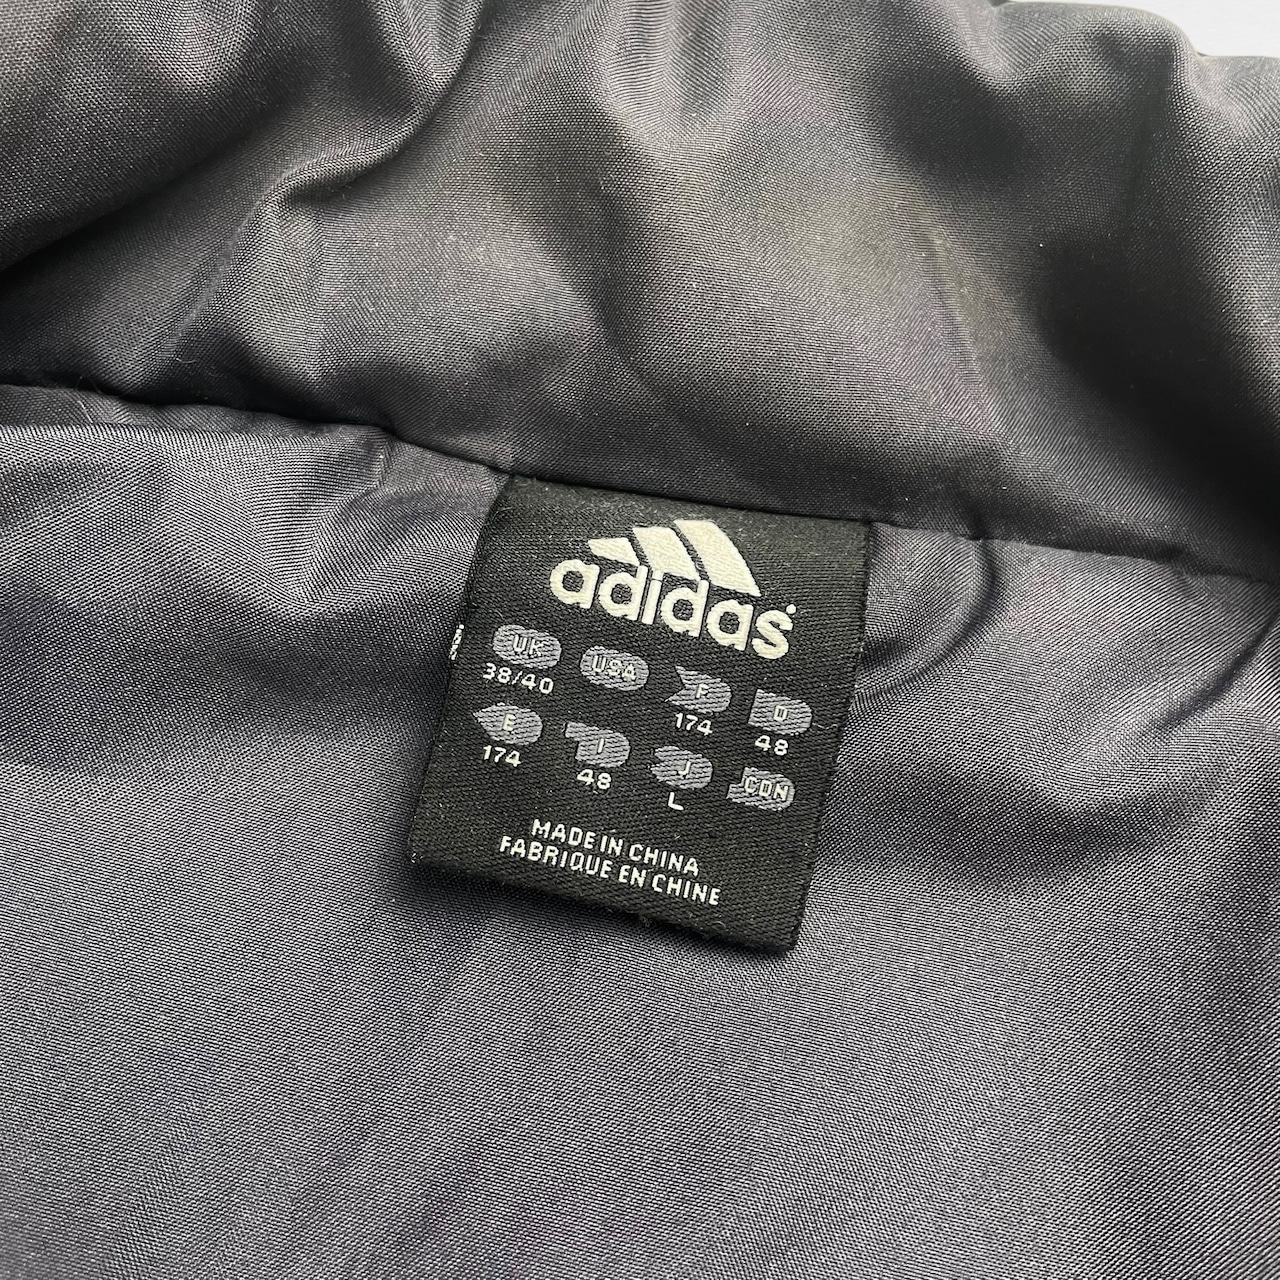 adidas
UK USA F D
38/40 174 48
E I J CDN
174 48 L
MADE IN CHINA
FABRIQUE EN CHINE